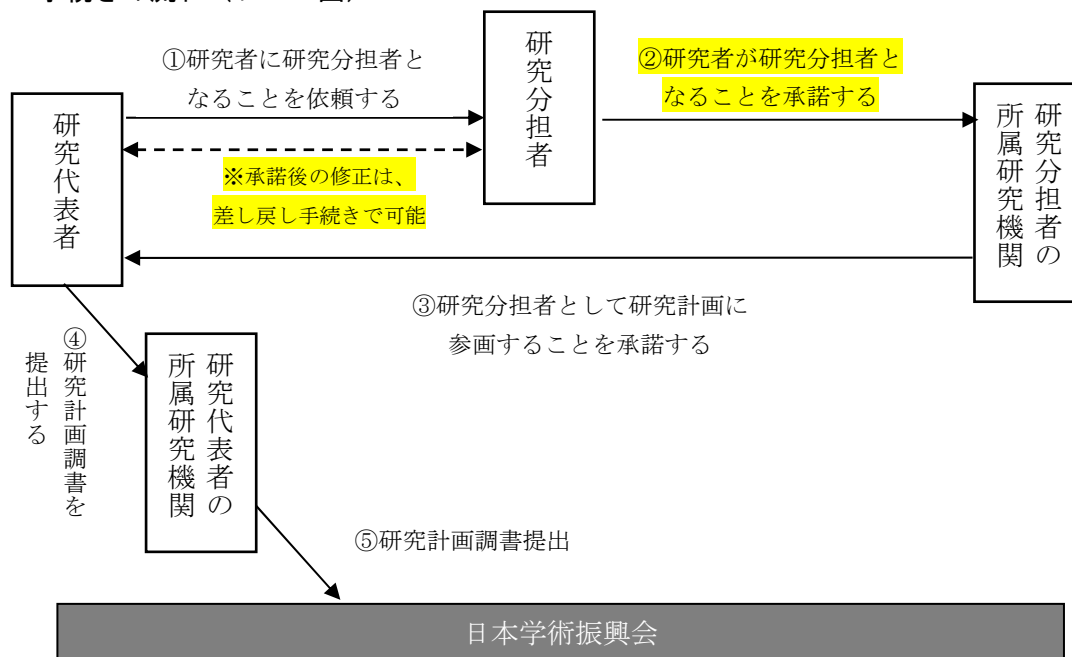 ①研究者に研究分担者と
なることを依頼する
研究分担者
②研究者が研究分担者と
なることを承諾する
研究代表者
※承諾後の修正は、
差し戻し手続きで可能
研究分担者の
所属研究機関
③研究分担者として研究計画に
参画することを承諾する
④研究計画調書を
提出する
研究代表者の
所属研究機関
⑤研究計画調書提出
日本学術振興会